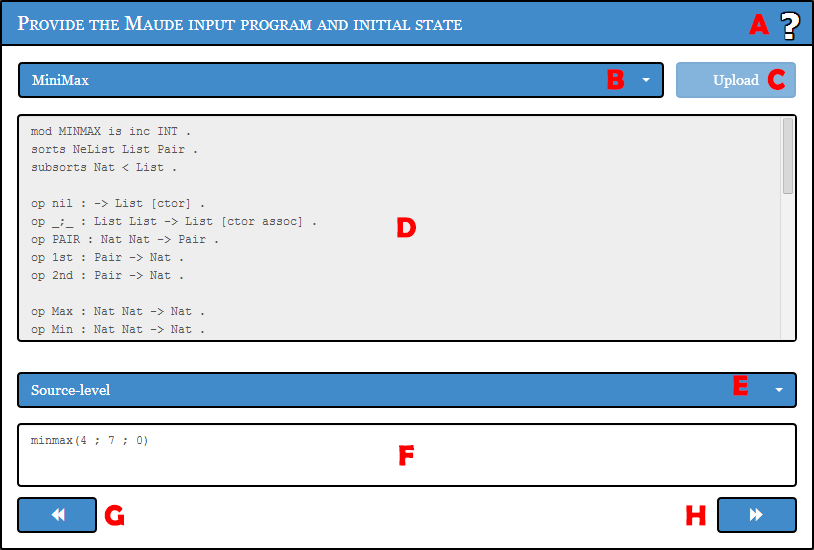 Provide the Maude input program and initial state A ?
MiniMax B Upload C
mod MINMAX is inc INT .
sorts NeList List Pair .
subsorts Nat < List .
op nil : -> List [ctor] .
op _;_ : List List -> List [ctor assoc] .
D
op PAIR : Nat Nat -> Pair .
op 1st : Pair -> Nat .
op 2nd : Pair -> Nat .
op Max : Nat Nat -> Nat .
op Min : Nat Nat -> Nat .
Source-level E
minmax(4 ; 7 ; 0)
F
G H